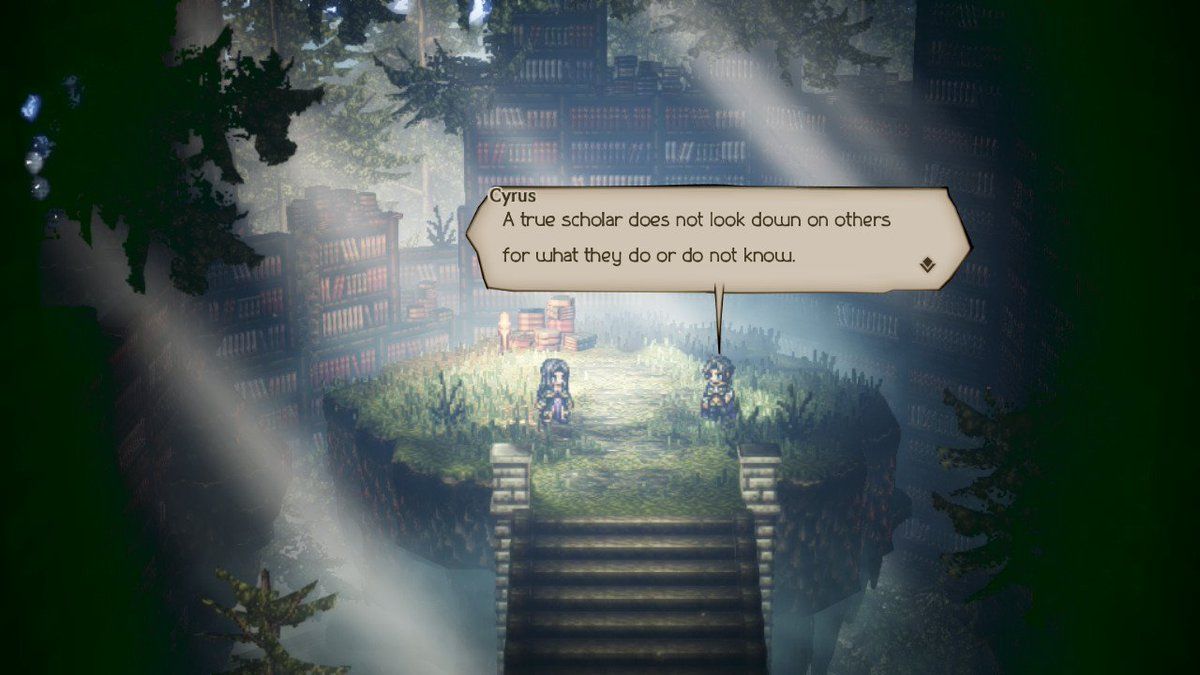 Cyrus
A true scholar does not look down on others
for what they do or do not know.